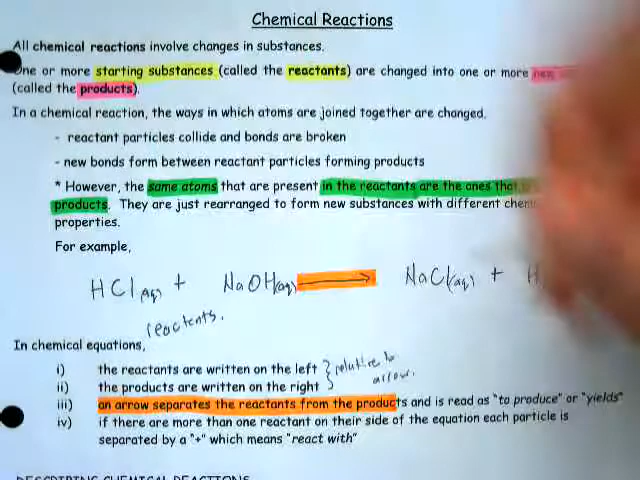 Chemical Reactions
All chemical reactions involve changes in substances.
One or more starting substances (called the reactants) are changed into one or more new
(called the products).
In a chemical reaction, the ways in which atoms are joined together are changed.
- reactant particles collide and bonds are broken
- new bonds form between reactant particles forming products
* However, the same atoms that are present in the reactants are the ones that
products. They are just rearranged to form new substances with different
properties.
For example,
HCl(aq) + NaOH(aq) → NaCl(aq) + H
reactents.
In chemical equations,
i) the reactants are written on the left } relative to
ii) the products are written on the right } arrow.
iii) an arrow separates the reactants from the products and is read as "to produce" or "yields"
iv) if there are more than one reactant on their side of the equation each particle is
separated by a "+" which means "react with"
DESCRIBING CHEMICAL REACTIONS